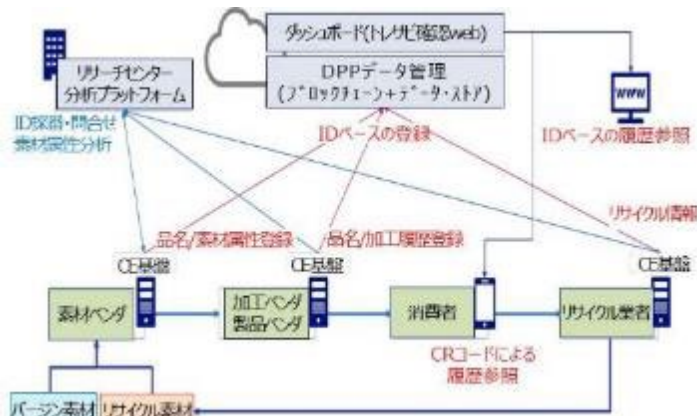 ダッシュボード(トレサビ確認web)
リサーチセンター
分析プラットフォーム
DPPデータ管理
(ブロックチェーン+データ・ストア)
WWW
ID採番・問合せ
素材属性分析
IDベースの登録
IDベースの履歴参照
リサイクル情報
品名/素材属性登録
品名/加工履歴登録
CE基盤
CE基盤
CE基盤
素材ベンダ
加工ベンダ
製品ベンダ
消費者
リサイクル業者
CRコードによる
履歴参照
バージン素材
リサイクル素材